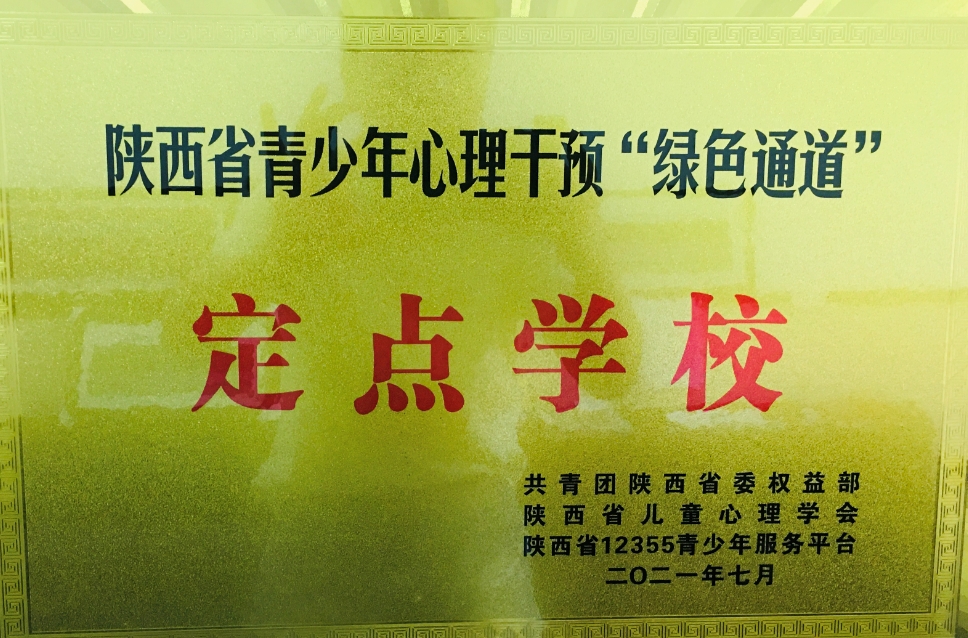 陕西省青少年心理干预“绿色通道”
定点学校
共青团陕西省委权益部
陕西省儿童心理学会
陕西省12355青少年服务平台
二〇二一年七月